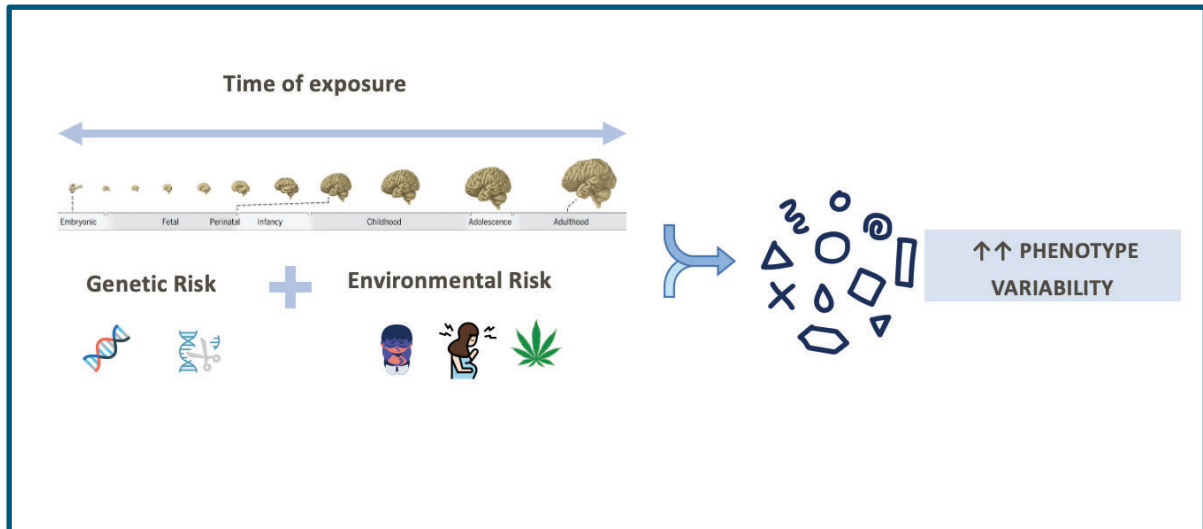 Time of exposure
Embryonic Fetal Perinatal Infancy Childhood Adolescence Adulthood
Genetic Risk Environmental Risk
↑↑ PHENOTYPE
VARIABILITY